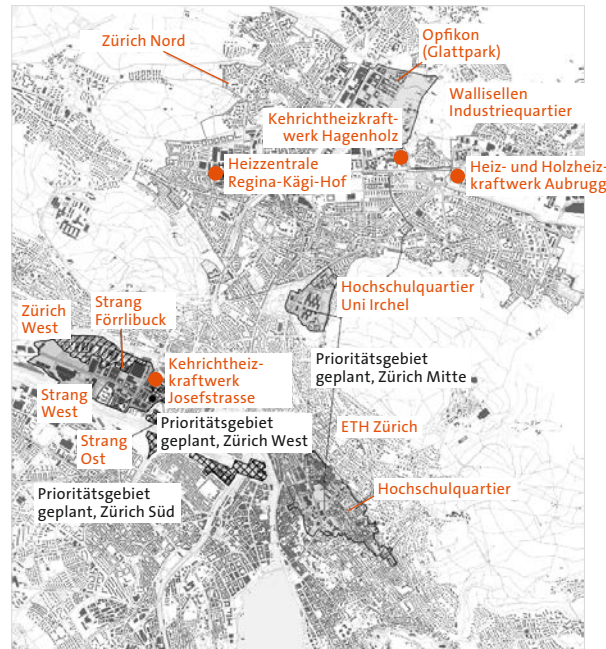 Zürich Nord
Opfikon
(Glattpark)
Wallisellen
Industriequartier
Kehrichtheizkraft-
werk Hagenholz
Heizzentrale
Regina-Kägi-Hof
Heiz- und Holzheiz-
kraftwerk Aubrugg
Hochschulquartier
Uni Irchel
Zürich
West
Strang
Förrlibuck
Kehrichtheiz-
kraftwerk
Josefstrasse
Prioritätsgebiet
geplant, Zürich Mitte
Strang
West
Prioritätsgebiet
geplant, Zürich West
ETH Zürich
Strang
Ost
Prioritätsgebiet
geplant, Zürich Süd
Hochschulquartier